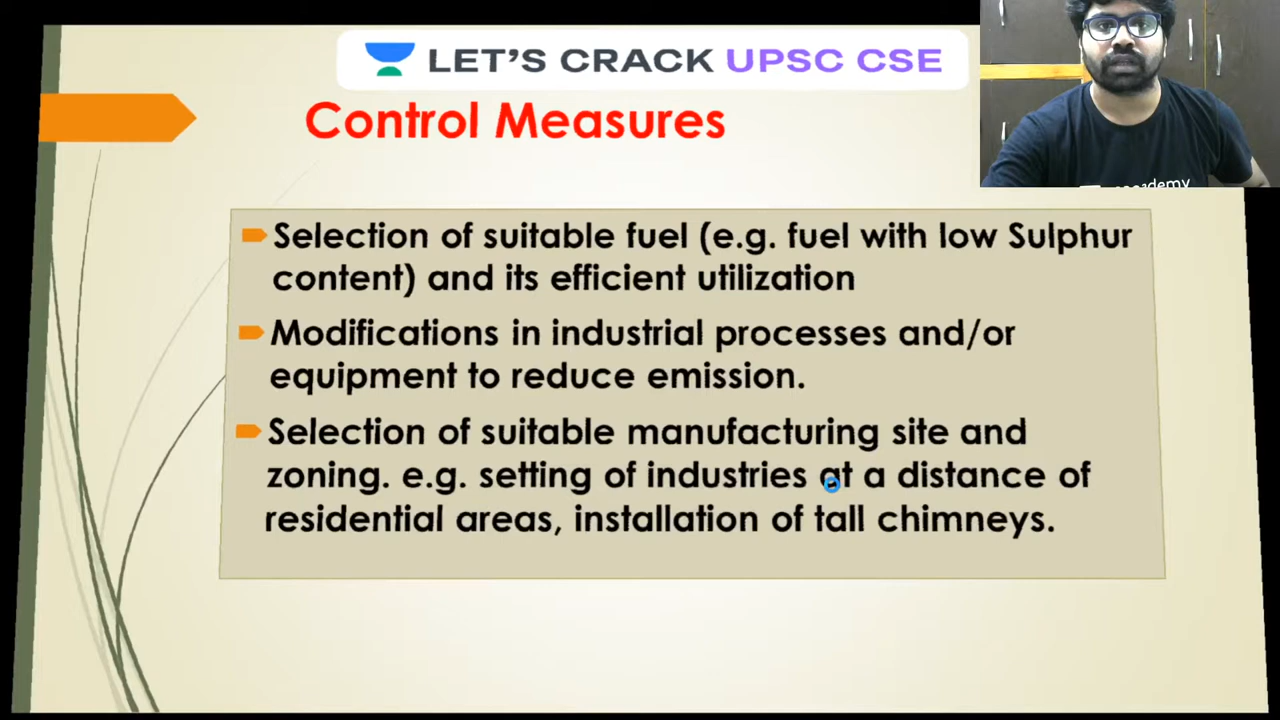 LET'S CRACK UPSC CSE
Control Measures
Selection of suitable fuel (e.g. fuel with low Sulphur
content) and its efficient utilization
Modifications in industrial processes and/or
equipment to reduce emission.
Selection of suitable manufacturing site and
zoning. e.g. setting of industries at a distance of
residential areas, installation of tall chimneys.